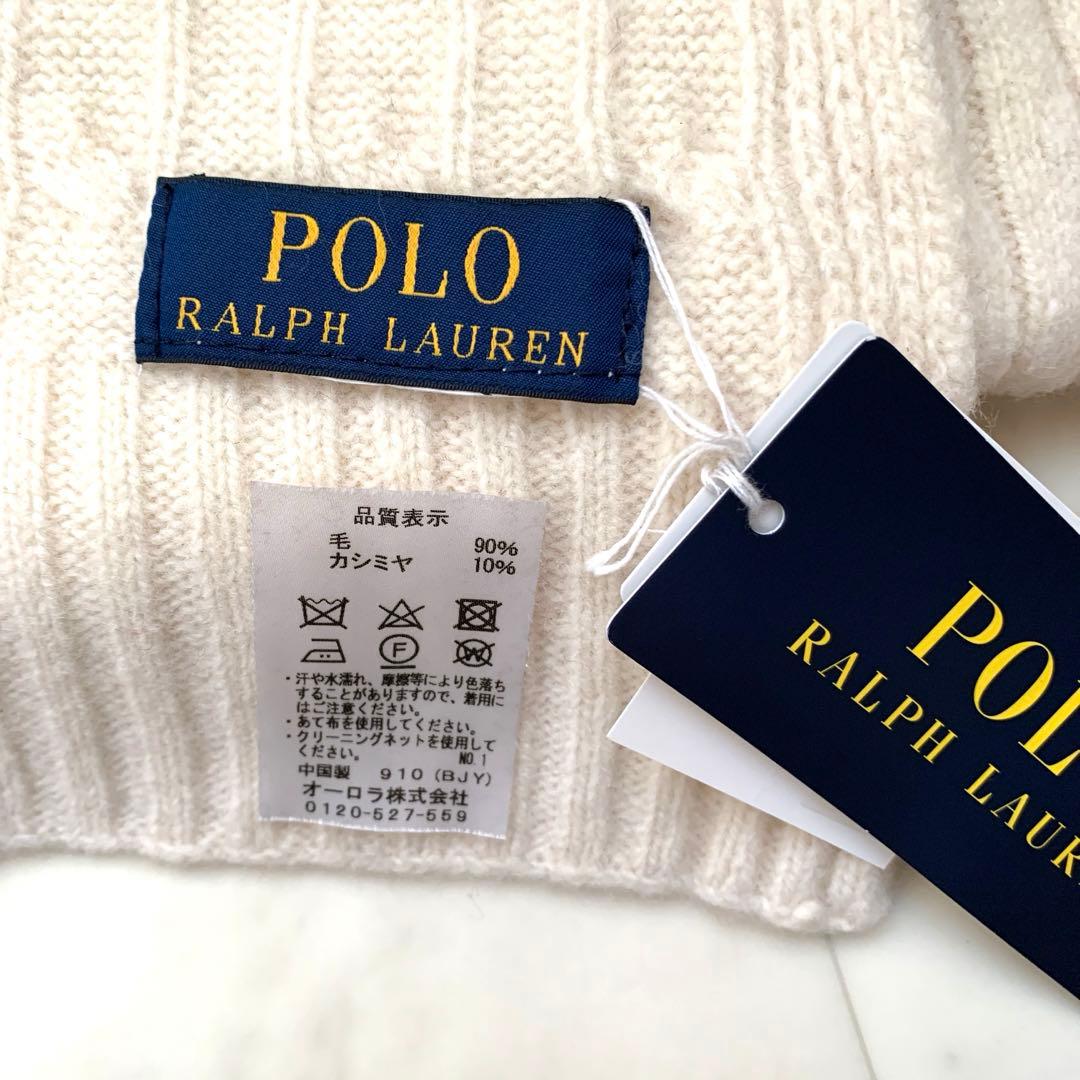 POLO
RALPH LAUREN
品質表示
毛 90%
カシミヤ 10%
F
W
・汗や水濡れ、摩擦等により色落ち
することがありますので、着用に
はご注意ください。
・あて布を使用してください。
・クリーニングネットを使用して
ください。 NO.1
中国製 910 (BJY)
オーロラ株式会社
0120-527-559
POL
RALPH LAUR